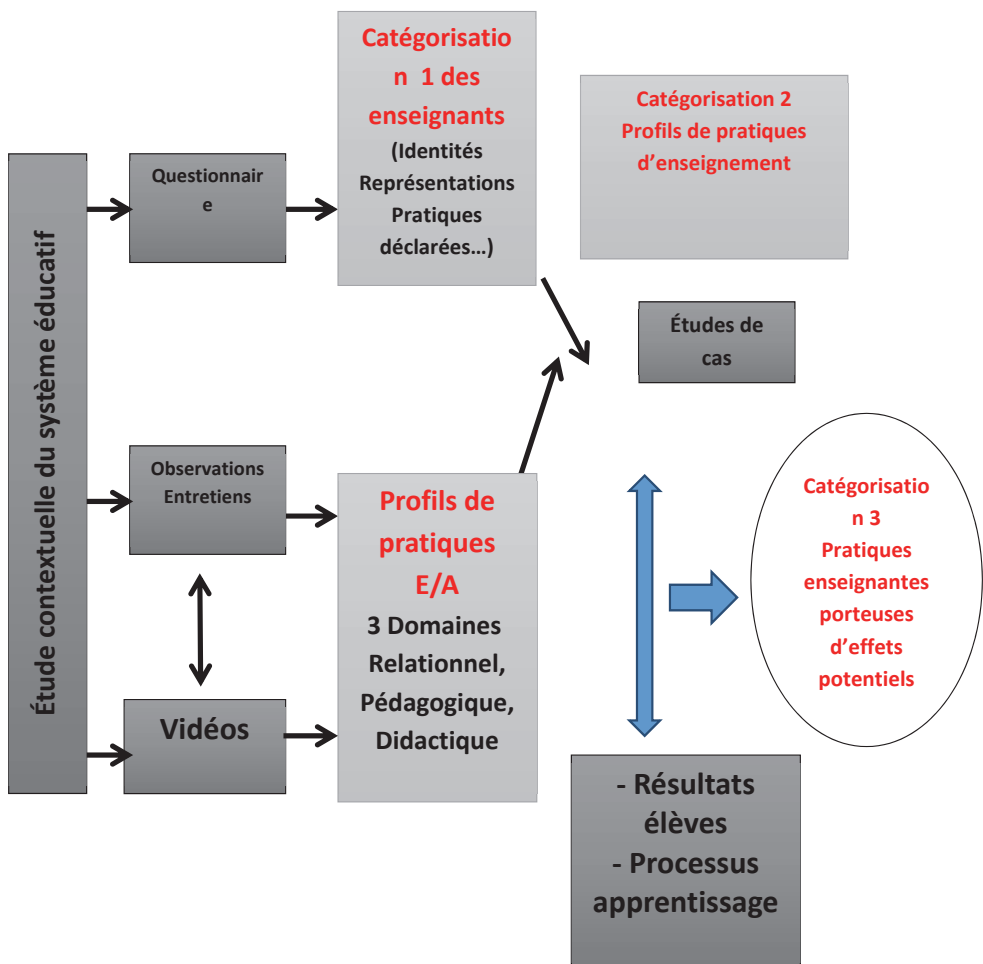 Étude contextuelle du système éducatif
Questionnair
e
Catégorisatio
n 1 des
enseignants
(Identités
Représentations
Pratiques
déclarées…)
Catégorisation 2
Profils de pratiques
d’enseignement
Études de
cas
Observations
Entretiens
Vidéos
Profils de
pratiques
E/A
3 Domaines
Relationnel,
Pédagogique,
Didactique
Catégorisatio
n 3
Pratiques
enseignantes
porteuses
d’effets
potentiels
- Résultats
élèves
- Processus
apprentissage